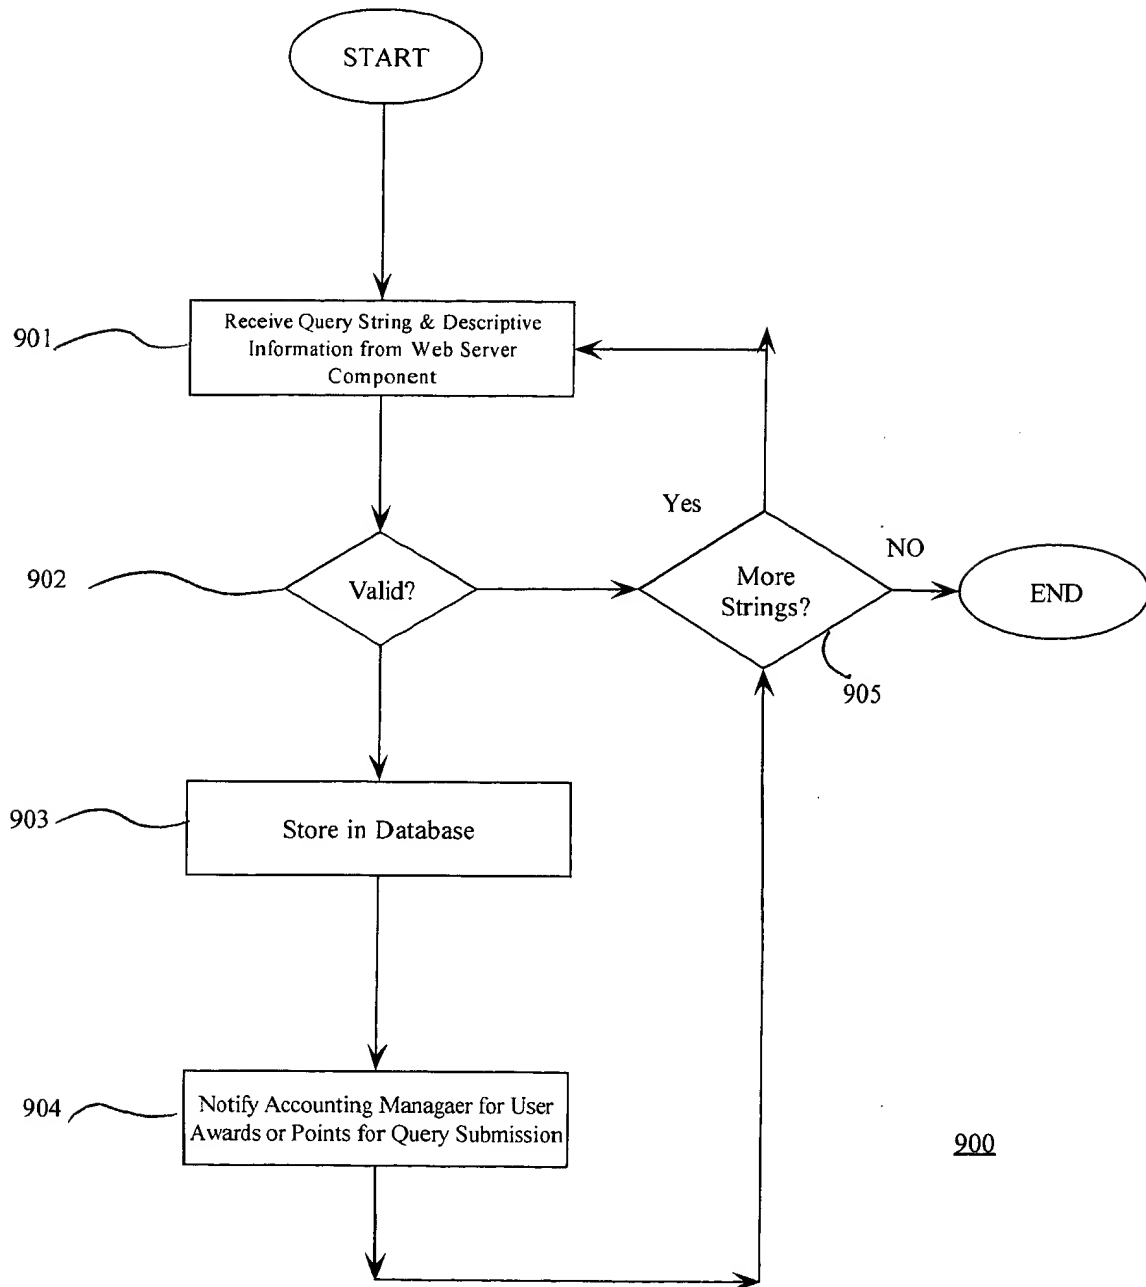 START
901
Receive Query String & Descriptive
Information from Web Server
Component
Yes
NO
902
Valid?
More
Strings?
END
905
903
Store in Database
904
Notify Accounting Managaer for User
Awards or Points for Query Submission
900